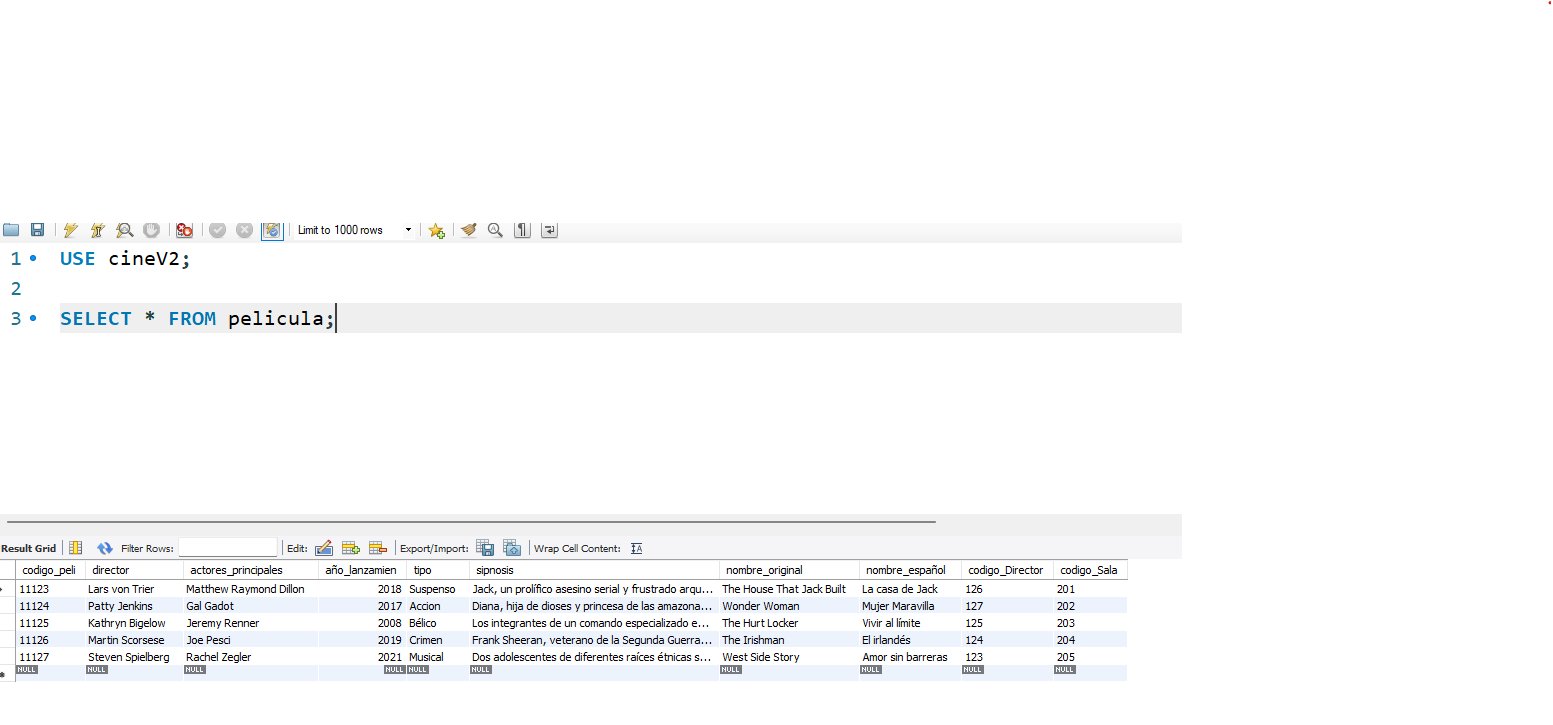 Limit to 1000 rows
1 USE cineV2;
2
3 SELECT * FROM pelicula;
Result Grid Filter Rows: Edit: Export/Import: Wrap Cell Content:
codigo_peli director actores_principales año_lanzamien tipo sipnosis nombre_original nombre_español codigo_Director codigo_Sala
11123 Lars von Trier Matthew Raymond Dillon 2018 Suspenso Jack, un prolífico asesino serial y frustrado arqu... The House That Jack Built La casa de Jack 126 201
11124 Patty Jenkins Gal Gadot 2017 Accion Diana, hija de dioses y princesa de las amazona... Wonder Woman Mujer Maravilla 127 202
11125 Kathryn Bigelow Jeremy Renner 2008 Bélico Los integrantes de un comando especializado e... The Hurt Locker Vivir al límite 125 203
11126 Martin Scorsese Joe Pesci 2019 Crimen Frank Sheeran, veterano de la Segunda Guerra... The Irishman El irlandés 124 204
11127 Steven Spielberg Rachel Zegler 2021 Musical Dos adolescentes de diferentes raíces étnicas s... West Side Story Amor sin barreras 123 205
NULL NULL NULL NULL NULL NULL NULL NULL NULL NULL